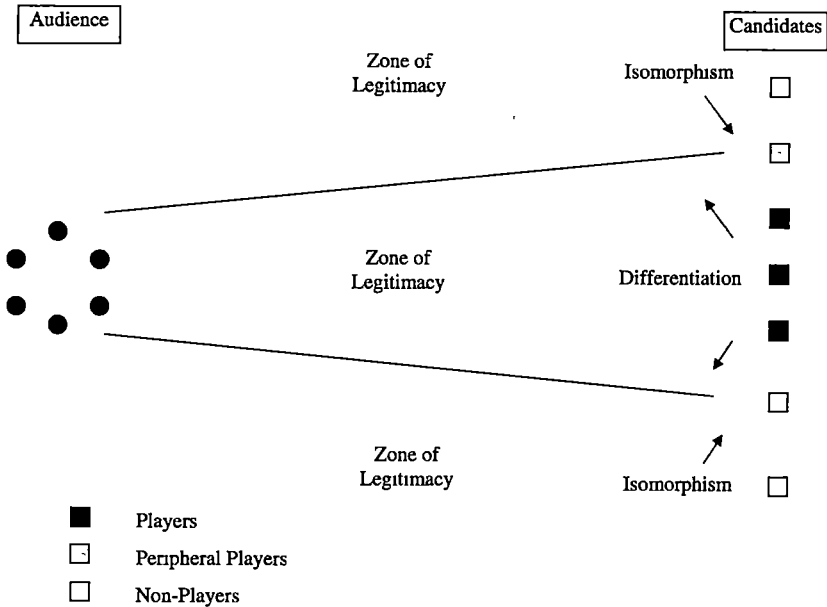 Audience
Candidates
Zone of
Legitimacy
Isomorphism
Zone of
Legitimacy
Differentiation
Zone of
Legitimacy
Isomorphism
Players
Peripheral Players
Non-Players